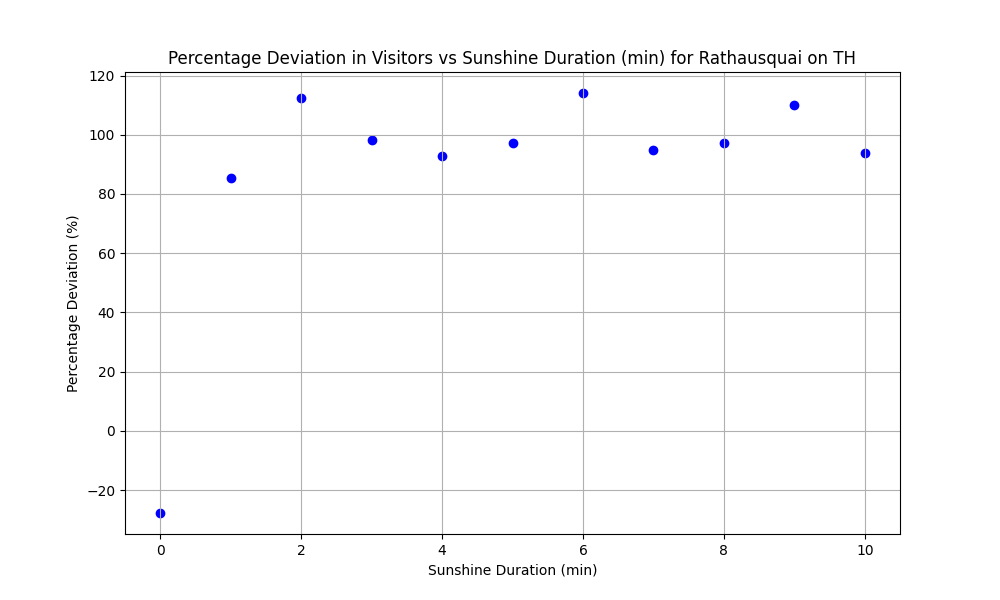 Percentage Deviation in Visitors vs Sunshine Duration (min) for Rathausquai on TH
120
100
80
60
40
20
0
−20
Percentage Deviation (%)
0 2 4 6 8 10
Sunshine Duration (min)